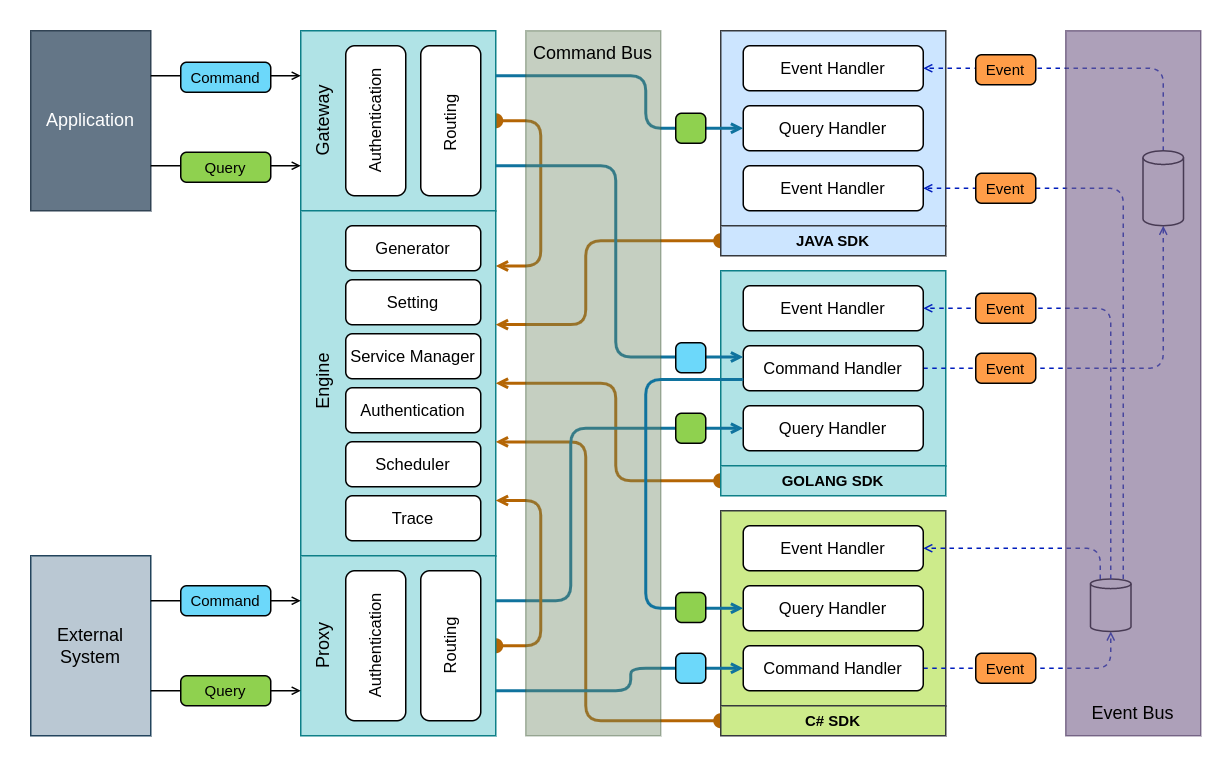 Application
Command
Query
Gateway
Authentication
Routing
Engine
Generator
Setting
Service Manager
Authentication
Scheduler
Trace
External
System
Command
Query
Proxy
Authentication
Routing
Command Bus
Event Handler
Query Handler
Event Handler
JAVA SDK
Event Handler
Command Handler
Query Handler
GOLANG SDK
Event Handler
Query Handler
Command Handler
C# SDK
Event
Event
Event
Event
Event
Event Bus